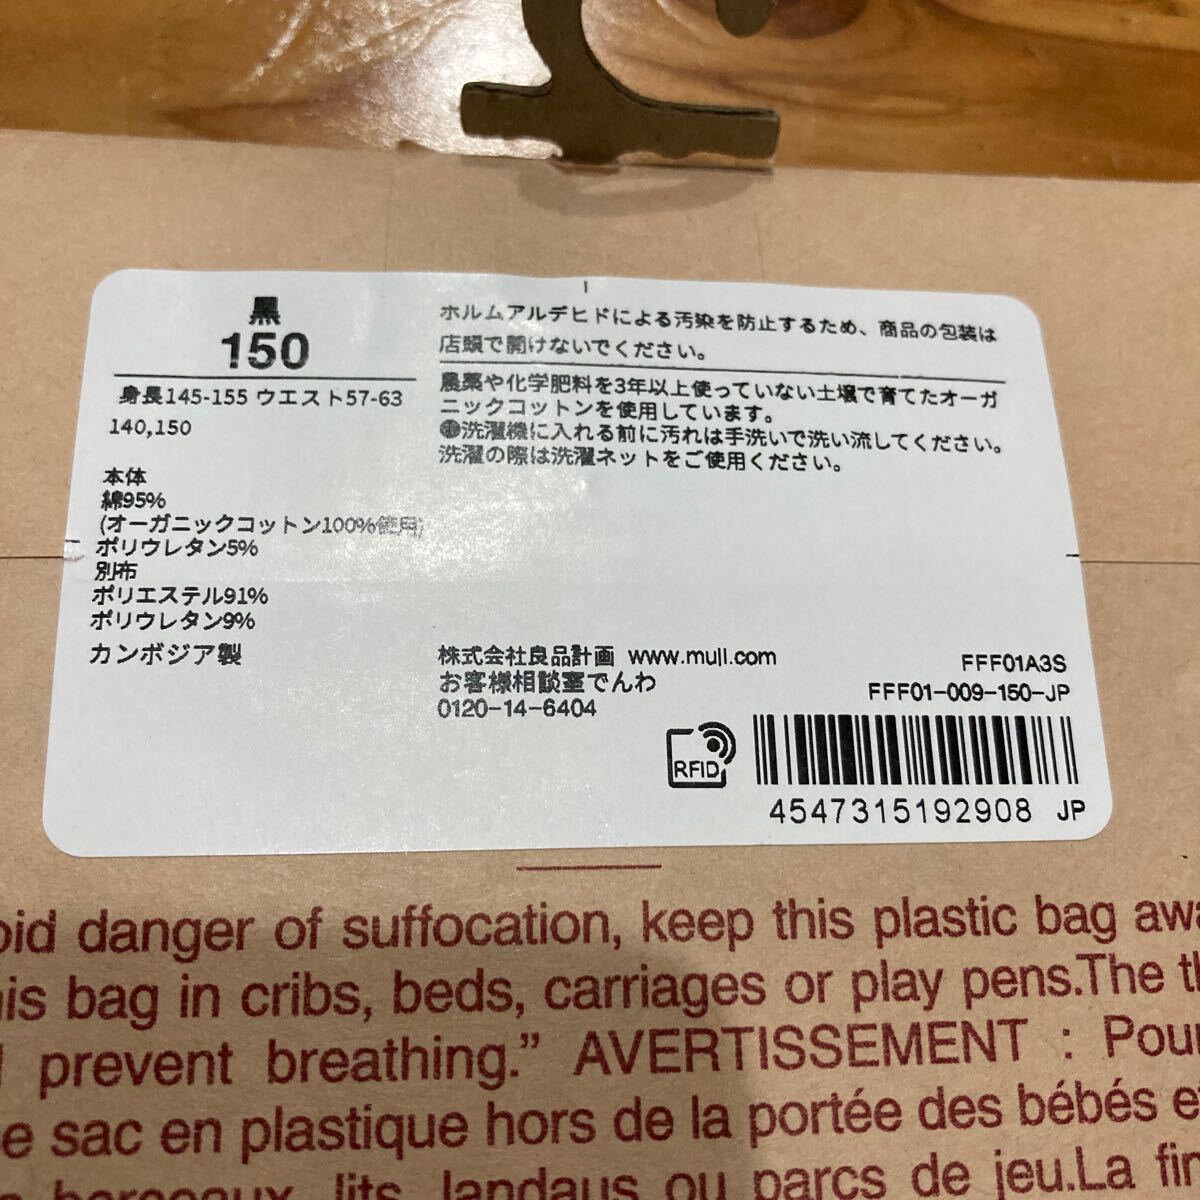 黒
150
身長145-155 ウエスト57-63
140,150
本体
綿95%
(オーガニックコットン100%使用)
ポリウレタン5%
別布
ポリエステル91%
ポリウレタン9%
カンボジア製
ホルムアルデヒドによる汚染を防止するため、商品の包装は
店頭で開けないでください。
農薬や化学肥料を3年以上使っていない土壌で育てたオーガ
ニックコットンを使用しています。
洗濯機に入れる前に汚れは手洗いで洗い流してください。
洗濯の際は洗濯ネットをご使用ください。
株式会社良品計画 www.muji.com
お客様相談室でんわ
0120-14-6404
FFF01A3S
FFF01-009-150-JP
RFID
4547315192908 JP
oid danger of suffocation, keep this plastic bag awa
his bag in cribs, beds, carriages or play pens.The th
prevent breathing.” AVERTISSEMENT : Pour
e sac en plastique hors de la portée des bébés e
berceaux, lits, landaus ou parcs de jeu.La fin